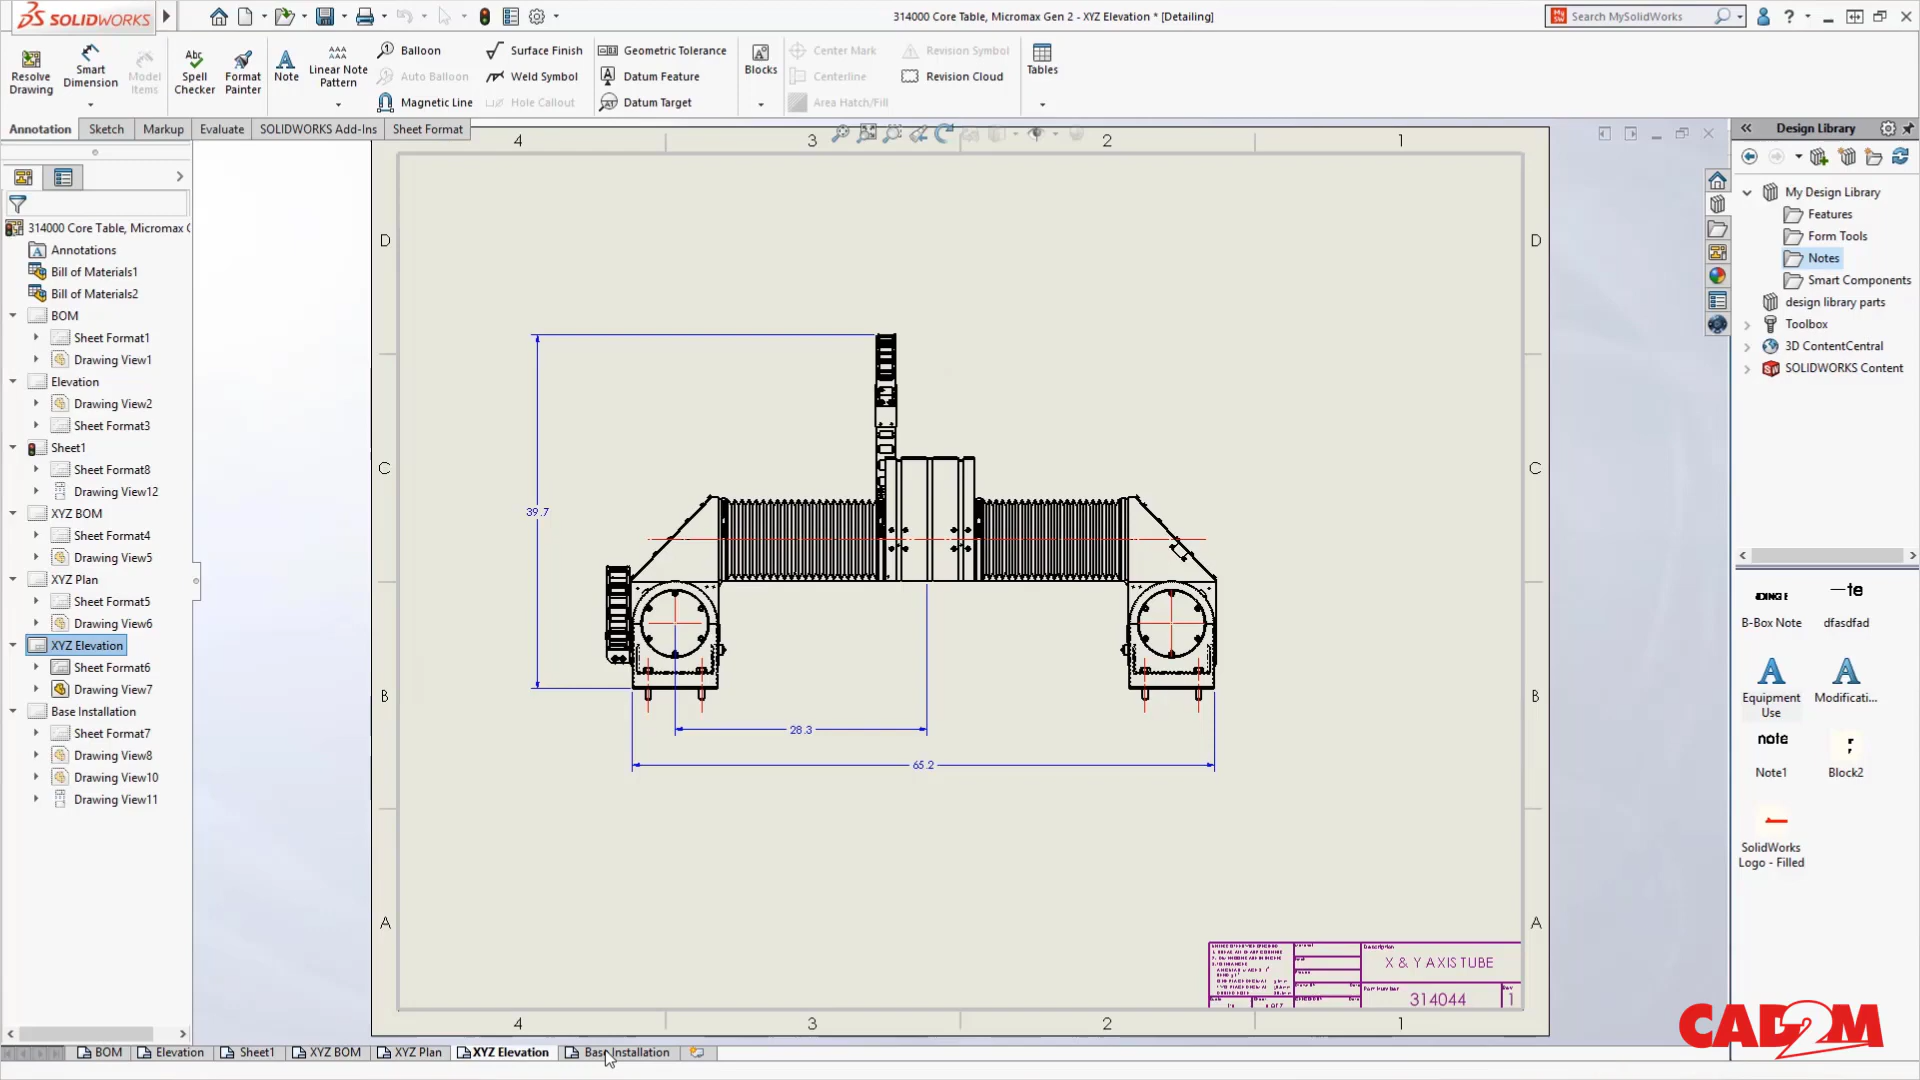 SOLIDWORKS
314000 Core Table, Micromax Gen 2 - XYZ Elevation * [Detailing]
Search MySolidWorks
Resolve Drawing
Smart Dimension
Model Items
Spell Checker
Format Painter
Note
Linear Note Pattern
Balloon
Auto Balloon
Magnetic Line
Surface Finish
Weld Symbol
Hole Callout
Geometric Tolerance
Datum Feature
Datum Target
Blocks
Center Mark
Centerline
Area Hatch/Fill
Revision Symbol
Revision Cloud
Tables
Annotation
Sketch
Markup
Evaluate
SOLIDWORKS Add-Ins
Sheet Format
314000 Core Table, Micromax G
Annotations
Bill of Materials1
Bill of Materials2
BOM
Sheet Format1
Drawing View1
Elevation
Drawing View2
Sheet Format3
Sheet1
Sheet Format8
Drawing View12
XYZ BOM
Sheet Format4
Drawing View5
XYZ Plan
Sheet Format5
Drawing View6
XYZ Elevation
Sheet Format6
Drawing View7
Base Installation
Sheet Format7
Drawing View8
Drawing View10
Drawing View11
4 3 2 1
D D
C C
B B
A A
39.7
28.3
65.2
Description
X & Y AXIS TUBE
Part Number
314044
Rev
1
4 3 2 1
Design Library
My Design Library
Features
Form Tools
Notes
Smart Components
design library parts
Toolbox
3D ContentCentral
SOLIDWORKS Content
B-Box Note
dfasdfad
Equipment Use
Modificati...
note
Note1
Block2
SolidWorks Logo - Filled
CAD2M
BOM
Elevation
Sheet1
XYZ BOM
XYZ Plan
XYZ Elevation
Base Installation